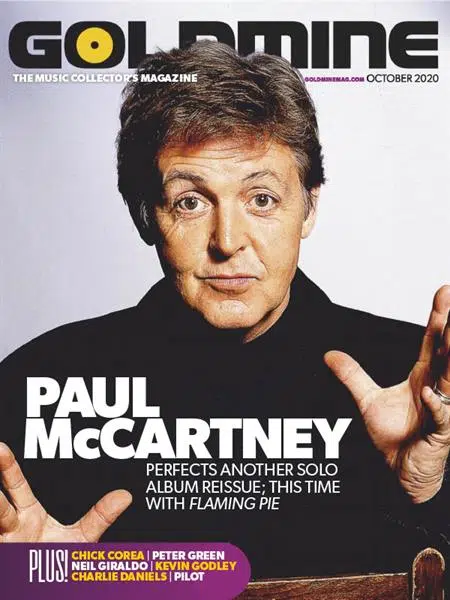 GOLDMINE
THE MUSIC COLLECTOR'S MAGAZINE
GOLDMINEMAG.COM OCTOBER 2020
PAUL
McCARTNEY
PERFECTS ANOTHER SOLO
ALBUM REISSUE; THIS TIME
WITH FLAMING PIE
PLUS!
CHICK COREA | PETER GREEN
NEIL GIRALDO | KEVIN GODLEY
CHARLIE DANIELS | PILOT